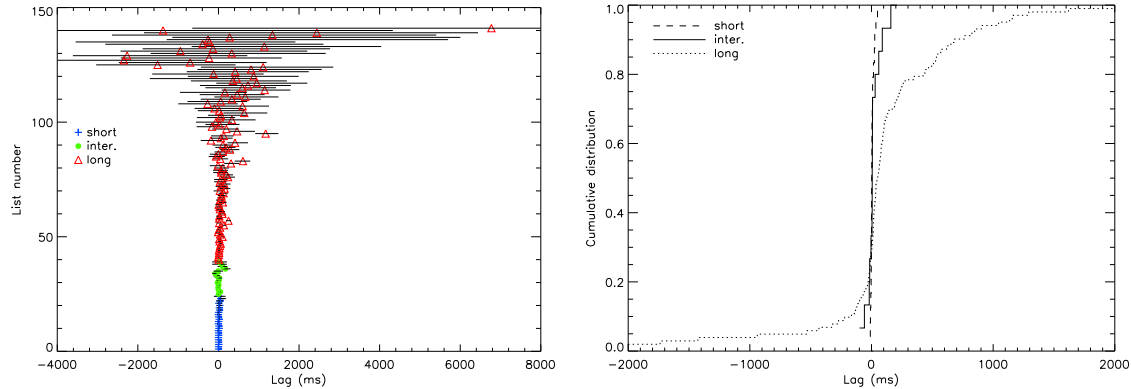 150
100
50
0
List number
short
inter.
long
−4000 −2000 0 2000 4000 6000 8000
Lag (ms)
1.0
0.8
0.6
0.4
0.2
0.0
Cumulative distribution
short
inter.
long
−2000 −1000 0 1000 2000
Lag (ms)